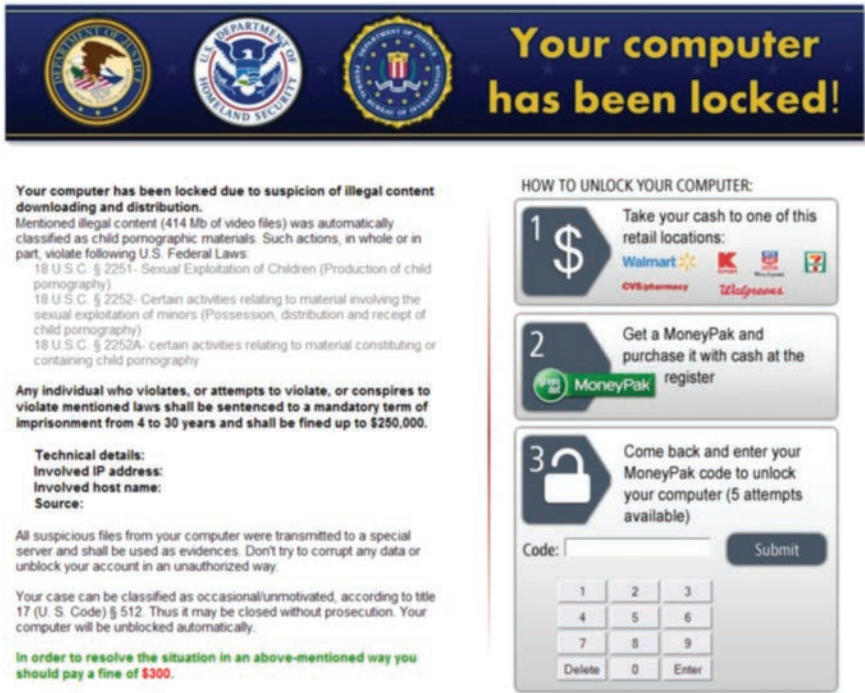 DEPARTMENT OF JUSTICE
U.S. DEPARTMENT OF HOMELAND SECURITY
DEPARTMENT OF JUSTICE
FEDERAL BUREAU OF INVESTIGATION
Your computer
has been locked!
Your computer has been locked due to suspicion of illegal content
downloading and distribution.
Mentioned illegal content (414 Mb of video files) was automatically
classified as child pornographic materials. Such actions, in whole or in
part, violate following U.S. Federal Laws:
18 U.S.C. § 2251- Sexual Exploitation of Children (Production of child
pornography)
18 U.S.C. § 2252- Certain activities relating to material involving the
sexual exploitation of minors (Possession, distribution and receipt of
child pornography)
18 U.S.C. § 2252A- certain activities relating to material constituting or
containing child pornography
Any individual who violates, or attempts to violate, or conspires to
violate mentioned laws shall be sentenced to a mandatory term of
imprisonment from 4 to 30 years and shall be fined up to $250,000.
Technical details:
Involved IP address:
Involved host name:
Source:
All suspicious files from your computer were transmitted to a special
server and shall be used as evidences. Don't try to corrupt any data or
unblock your account in an unauthorized way.
Your case can be classified as occasional/unmotivated, according to title
17 (U. S. Code) § 512. Thus it may be closed without prosecution. Your
computer will be unblocked automatically.
In order to resolve the situation in an above-mentioned way you
should pay a fine of $300.
HOW TO UNLOCK YOUR COMPUTER:
1 $
Take your cash to one of this
retail locations:
Walmart
K
CVS/pharmacy
Walgreens
2
Get a MoneyPak and
purchase it with cash at the
register
MoneyPak
3
Come back and enter your
MoneyPak code to unlock
your computer (5 attempts
available)
Code:
Submit
1 2 3
4 5 6
7 8 9
Delete 0 Enter